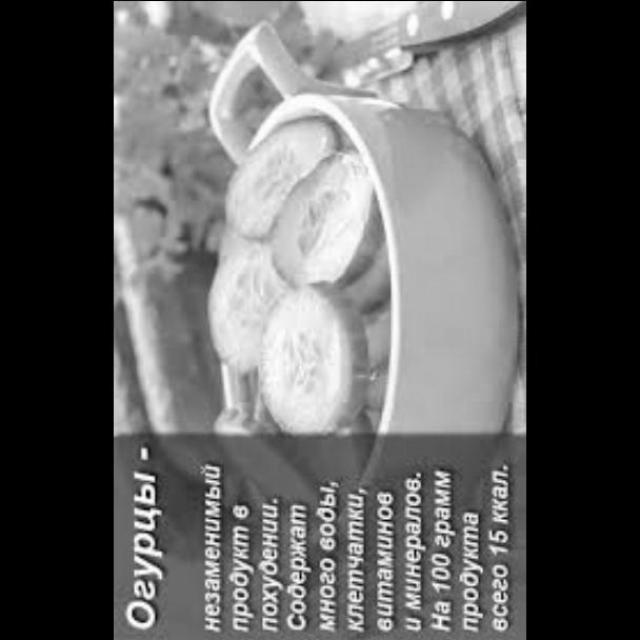 Огурцы -
незаменимый
продукт в
похудении.
Содержат
много воды,
клетчатки,
витаминов
и минералов.
На 100 грамм
продукта
всего 15 ккал.